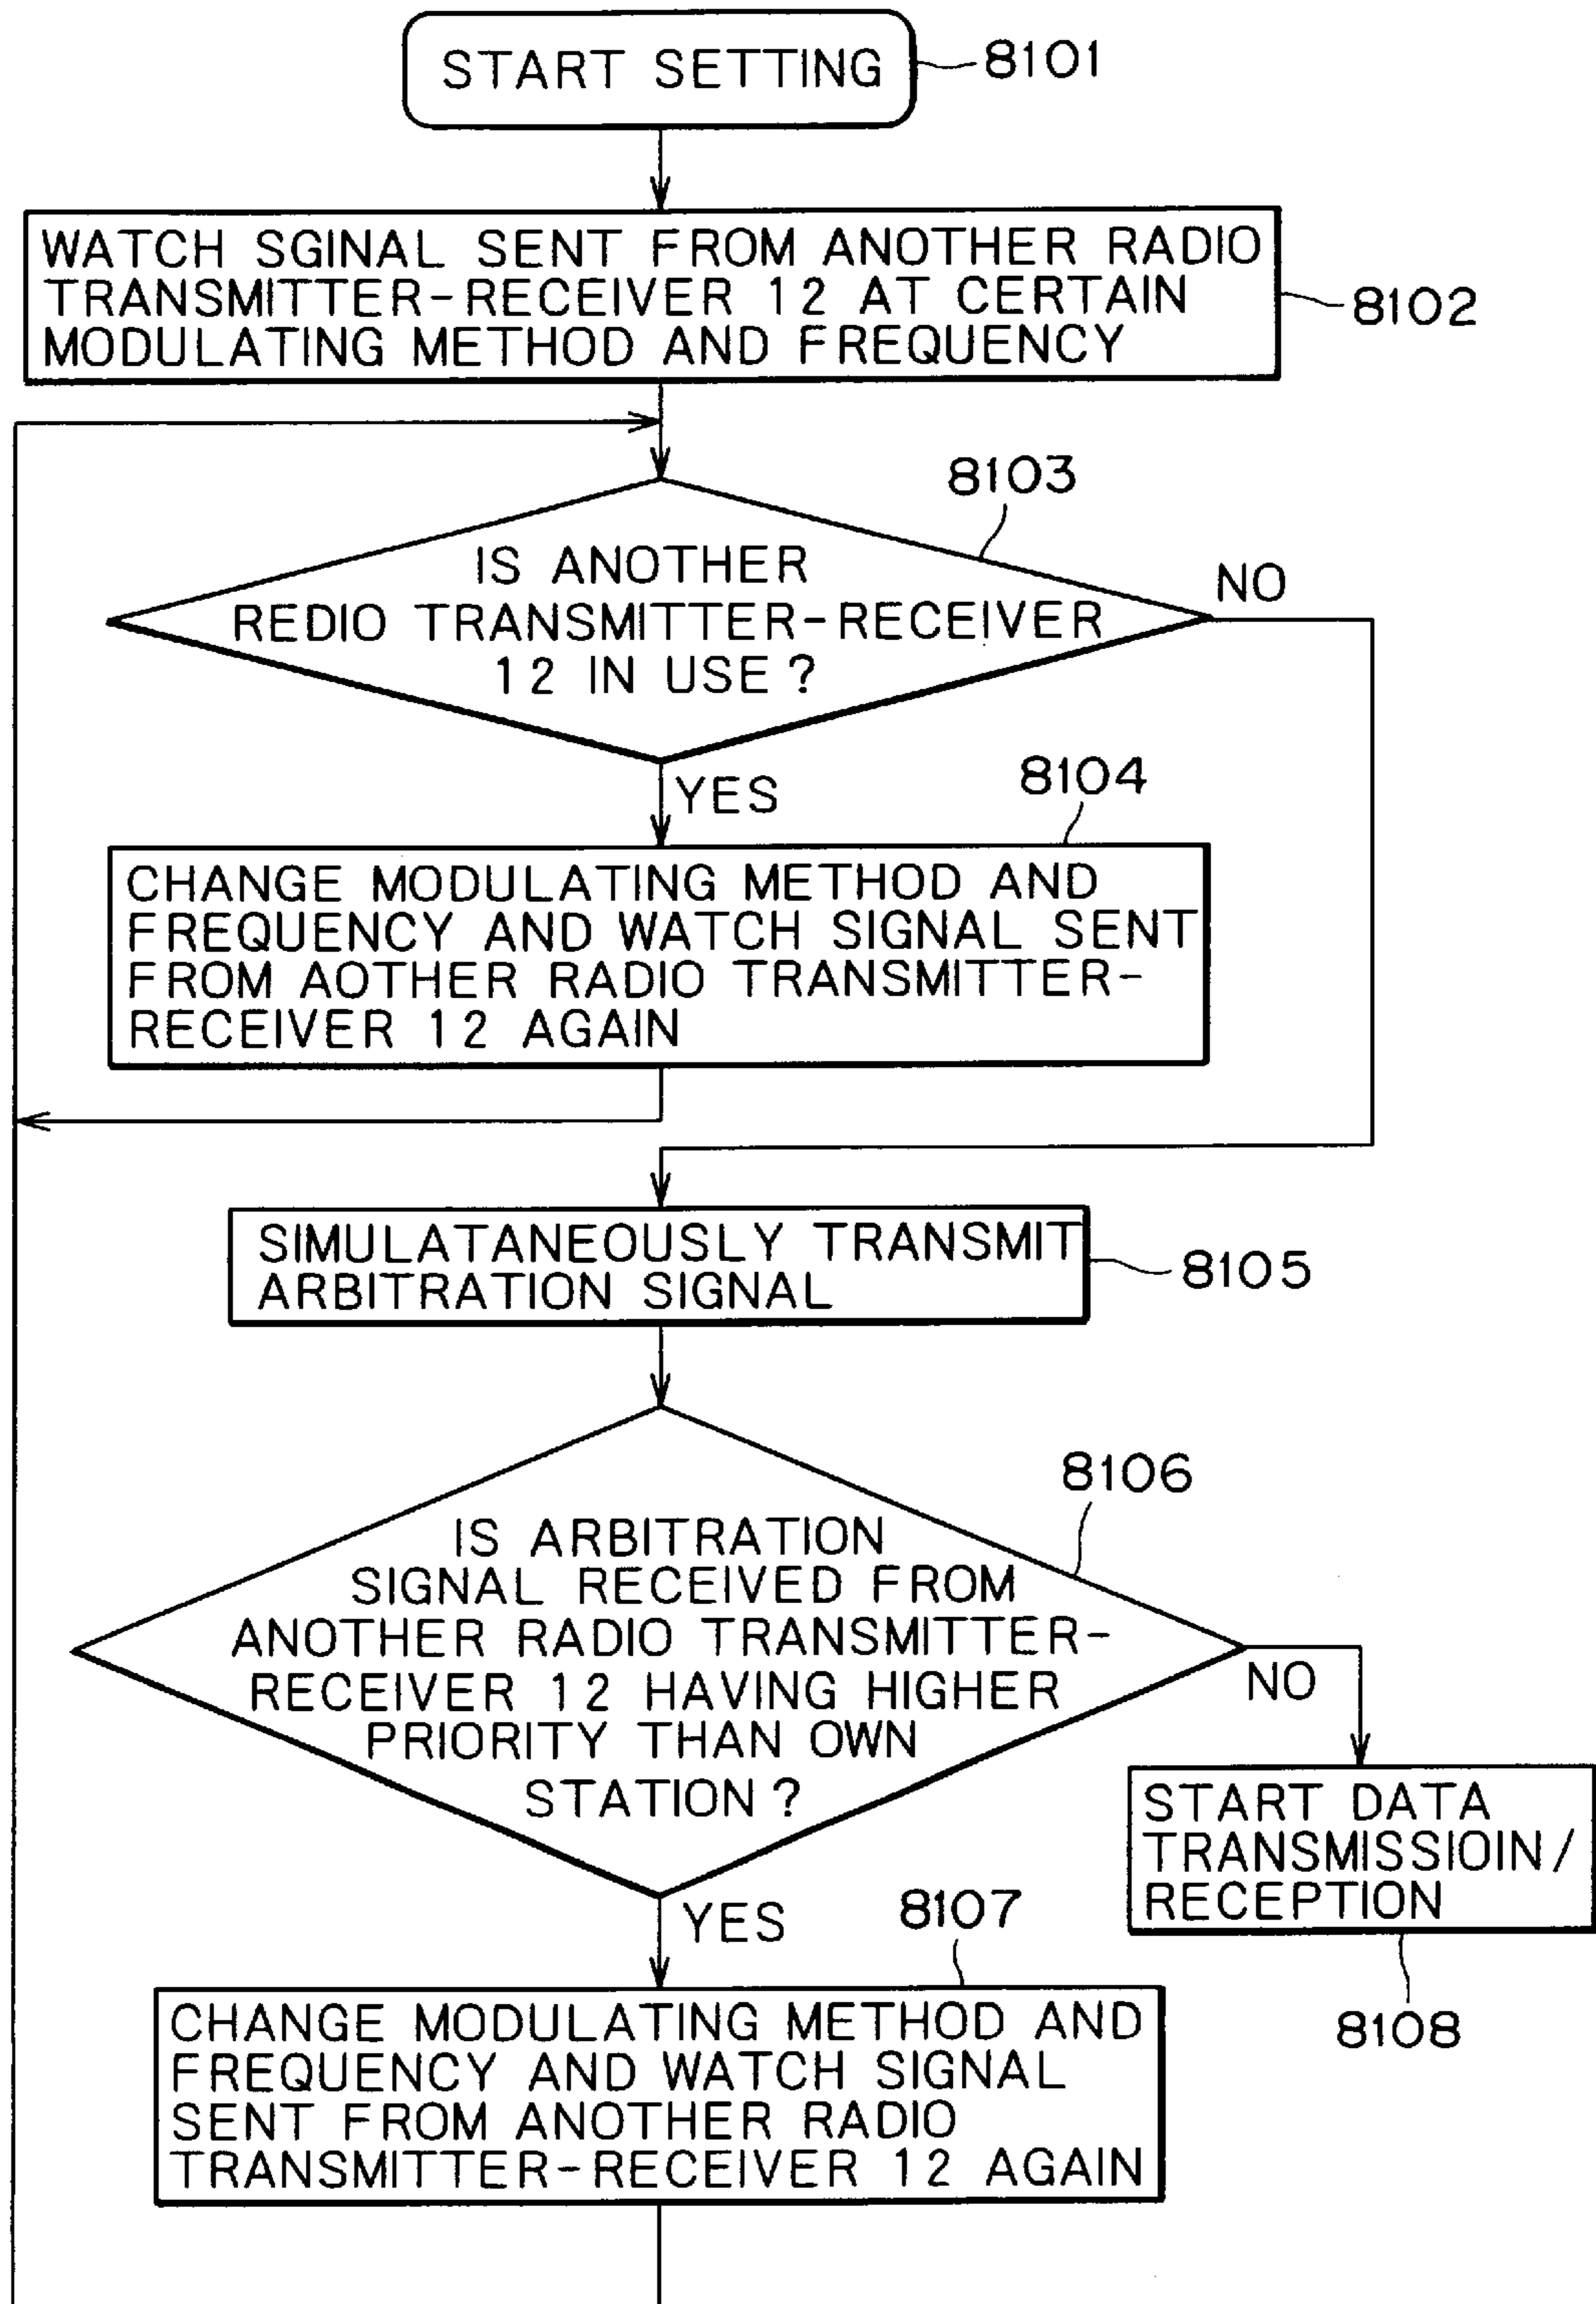 START SETTING
8101
WATCH SGINAL SENT FROM ANOTHER RADIO
TRANSMITTER-RECEIVER 12 AT CERTAIN
MODULATING METHOD AND FREQUENCY
8102
8103
IS ANOTHER
REDIO TRANSMITTER-RECEIVER
12 IN USE?
NO
YES
8104
CHANGE MODULATING METHOD AND
FREQUENCY AND WATCH SIGNAL SENT
FROM AOTHER RADIO TRANSMITTER-
RECEIVER 12 AGAIN
SIMULATANEOUSLY TRANSMIT
ARBITRATION SIGNAL
8105
8106
IS ARBITRATION
SIGNAL RECEIVED FROM
ANOTHER RADIO TRANSMITTER-
RECEIVER 12 HAVING HIGHER
PRIORITY THAN OWN
STATION?
NO
START DATA
TRANSMISSIOIN/
RECEPTION
8108
YES
8107
CHANGE MODULATING METHOD AND
FREQUENCY AND WATCH SIGNAL
SENT FROM ANOTHER RADIO
TRANSMITTER-RECEIVER 12 AGAIN